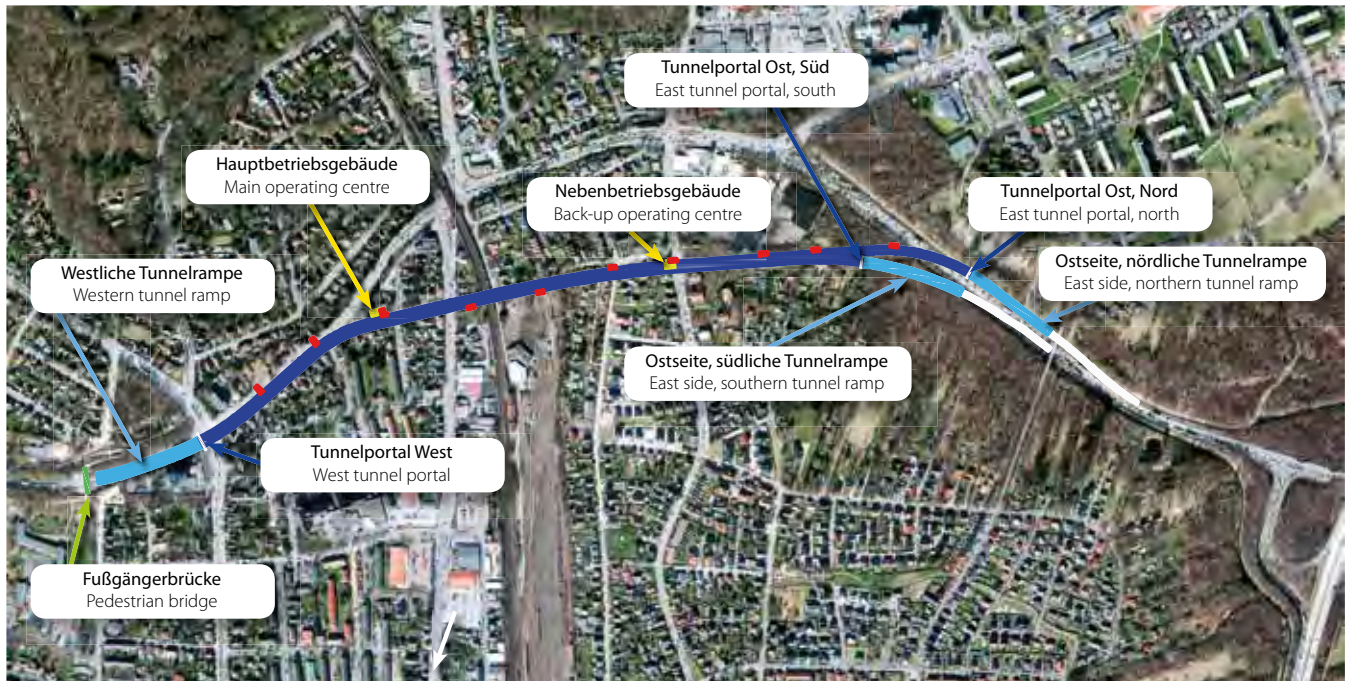 Tunnelportal Ost, Süd
East tunnel portal, south
Hauptbetriebsgebäude
Main operating centre
Nebenbetriebsgebäude
Back-up operating centre
Tunnelportal Ost, Nord
East tunnel portal, north
Westliche Tunnelrampe
Western tunnel ramp
Ostseite, nördliche Tunnelrampe
East side, northern tunnel ramp
Ostseite, südliche Tunnelrampe
East side, southern tunnel ramp
Tunnelportal West
West tunnel portal
Fußgängerbrücke
Pedestrian bridge